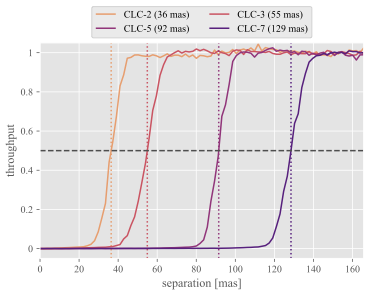 CLC-2 (36 mas) CLC-3 (55 mas)
CLC-5 (92 mas) CLC-7 (129 mas)
throughput
1
0.8
0.6
0.4
0.2
0
0 20 40 60 80 100 120 140 160
separation [mas]